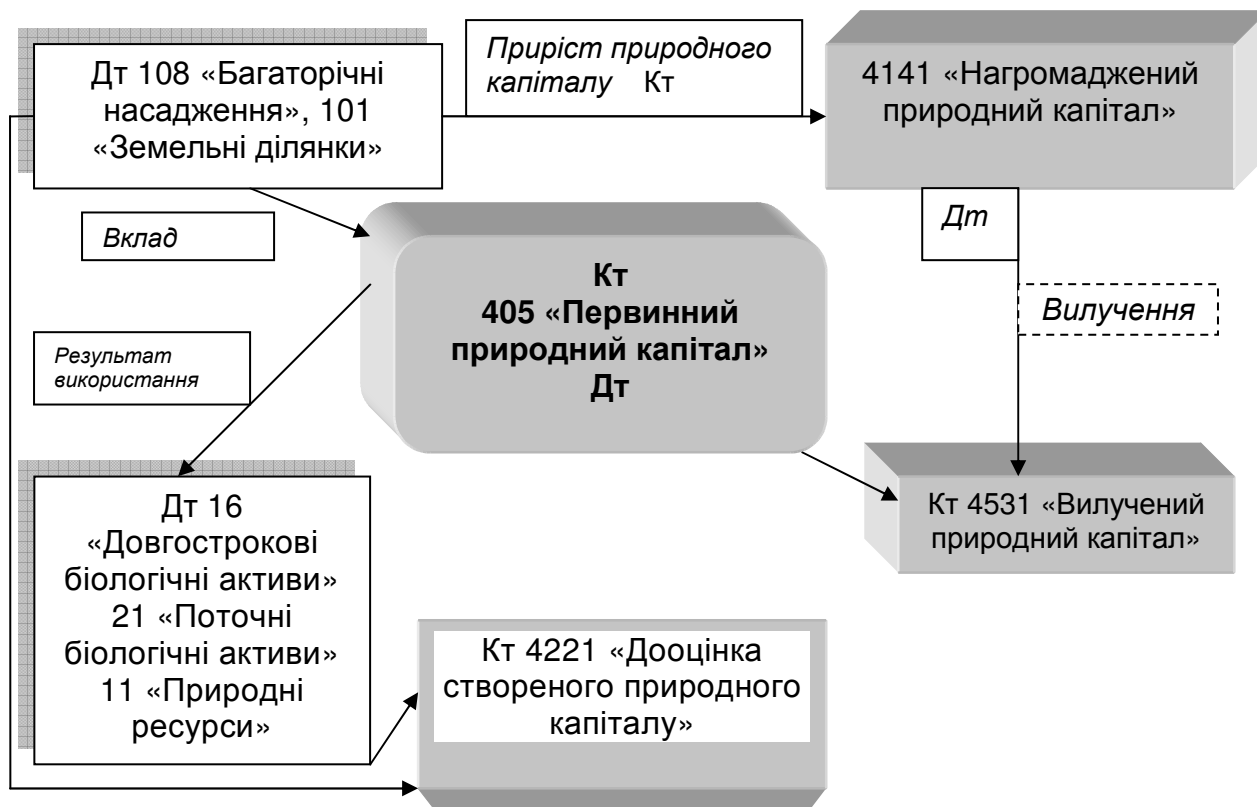 Дт 108 «Багаторічні
насадження», 101
«Земельні ділянки»
Приріст природного
капіталу Кт
4141 «Нагромаджений
природний капітал»
Вклад
Дт
Кт
405 «Первинний
природний капітал»
Дт
Вилучення
Результат
використання
Дт 16
«Довгострокові
біологічні активи»
21 «Поточні
біологічні активи»
11 «Природні
ресурси»
Кт 4531 «Вилучений
природний капітал»
Кт 4221 «Дооцінка
створеного природного
капіталу»